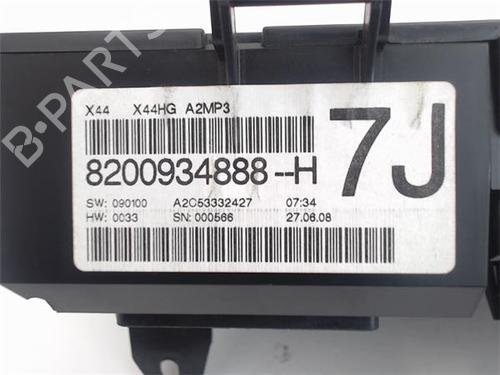 B-PARTS
X44 X44HG A2MP3
8200934888--H 7J
SW: 090100 A2C53332427 07:34
HW: 0033 SN: 000566 27.06.08